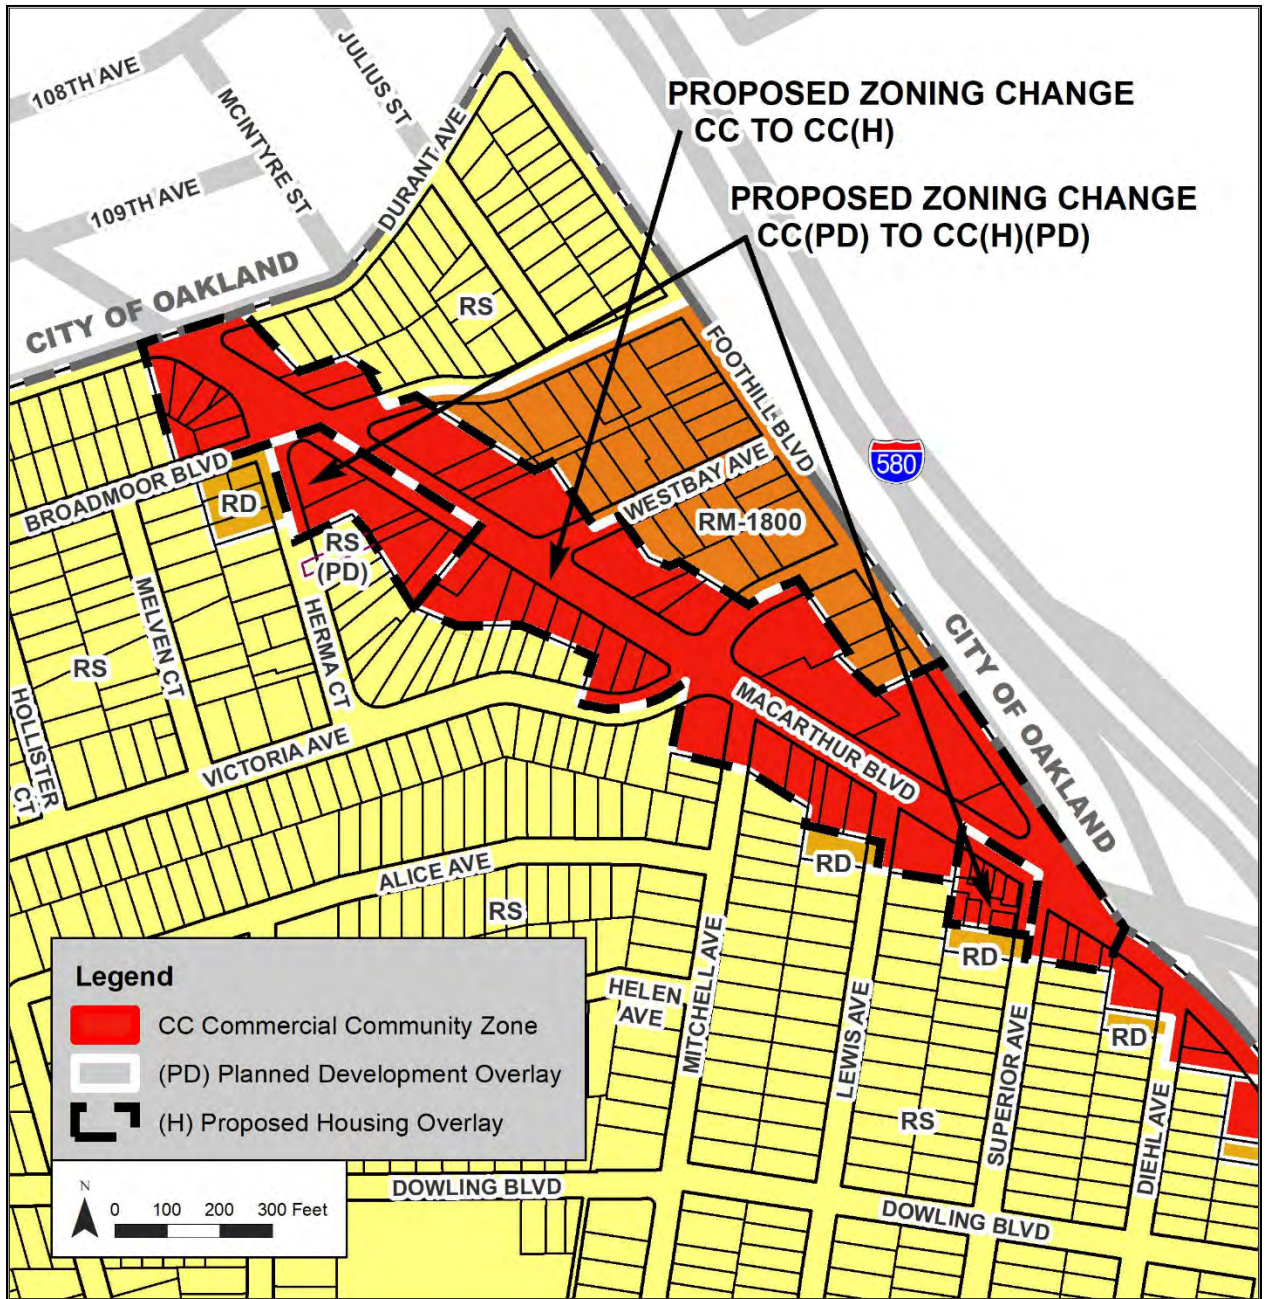 108TH AVE
MCINTYRE ST
JULIUS ST
109TH AVE
DURANT AVE
CITY OF OAKLAND
PROPOSED ZONING CHANGE
CC TO CC(H)
PROPOSED ZONING CHANGE
CC(PD) TO CC(H)(PD)
RS
FOOTHILL BLVD
580
WESTBAY AVE
RM-1800
BROADMOOR BLVD
RD
RS
(PD)
MELVEN CT
HERMA CT
RS
HOLLISTER
CT
VICTORIA AVE
CITY OF OAKLAND
MACARTHUR BLVD
ALICE AVE
RS
RD
RD
RD
HELEN
AVE
MITCHELL AVE
LEWIS AVE
SUPERIOR AVE
DIEHL AVE
RS
DOWLING BLVD
DOWLING BLVD
Legend
CC Commercial Community Zone
(PD) Planned Development Overlay
(H) Proposed Housing Overlay
N
0 100 200 300 Feet